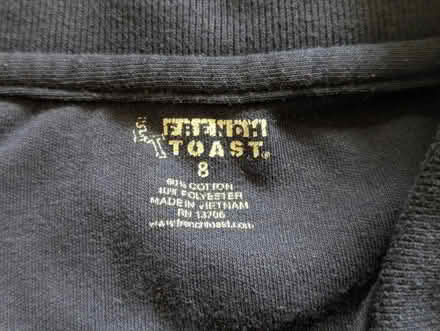 FRENCH
TOAST®
8
60% COTTON
40% POLYESTER
MADE IN VIETNAM
RN 13706
www.frenchtoast.com